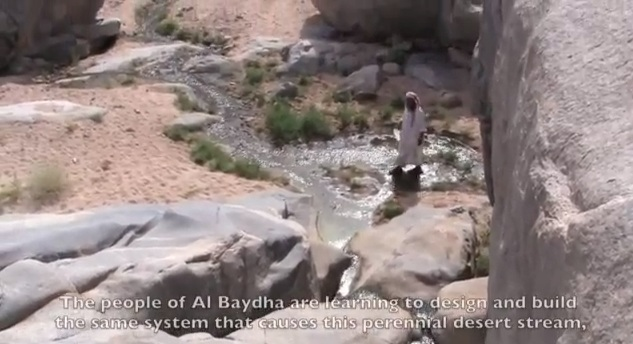 The people of Al Baydha are learning to design and build
the same system that causes this perennial desert stream,